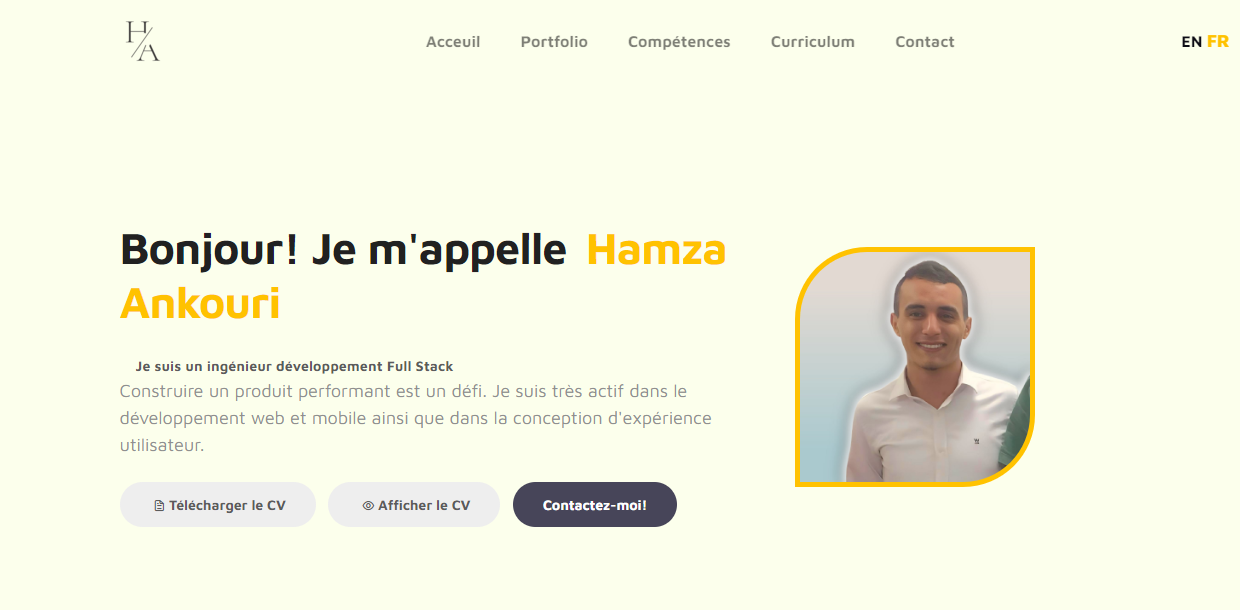 H/A
Acceuil Portfolio Compétences Curriculum Contact
EN FR
Bonjour! Je m'appelle Hamza
Ankouri
Je suis un ingénieur développement Full Stack
Construire un produit performant est un défi. Je suis très actif dans le
développement web et mobile ainsi que dans la conception d'expérience
utilisateur.
Télécharger le CV Afficher le CV Contactez-moi!